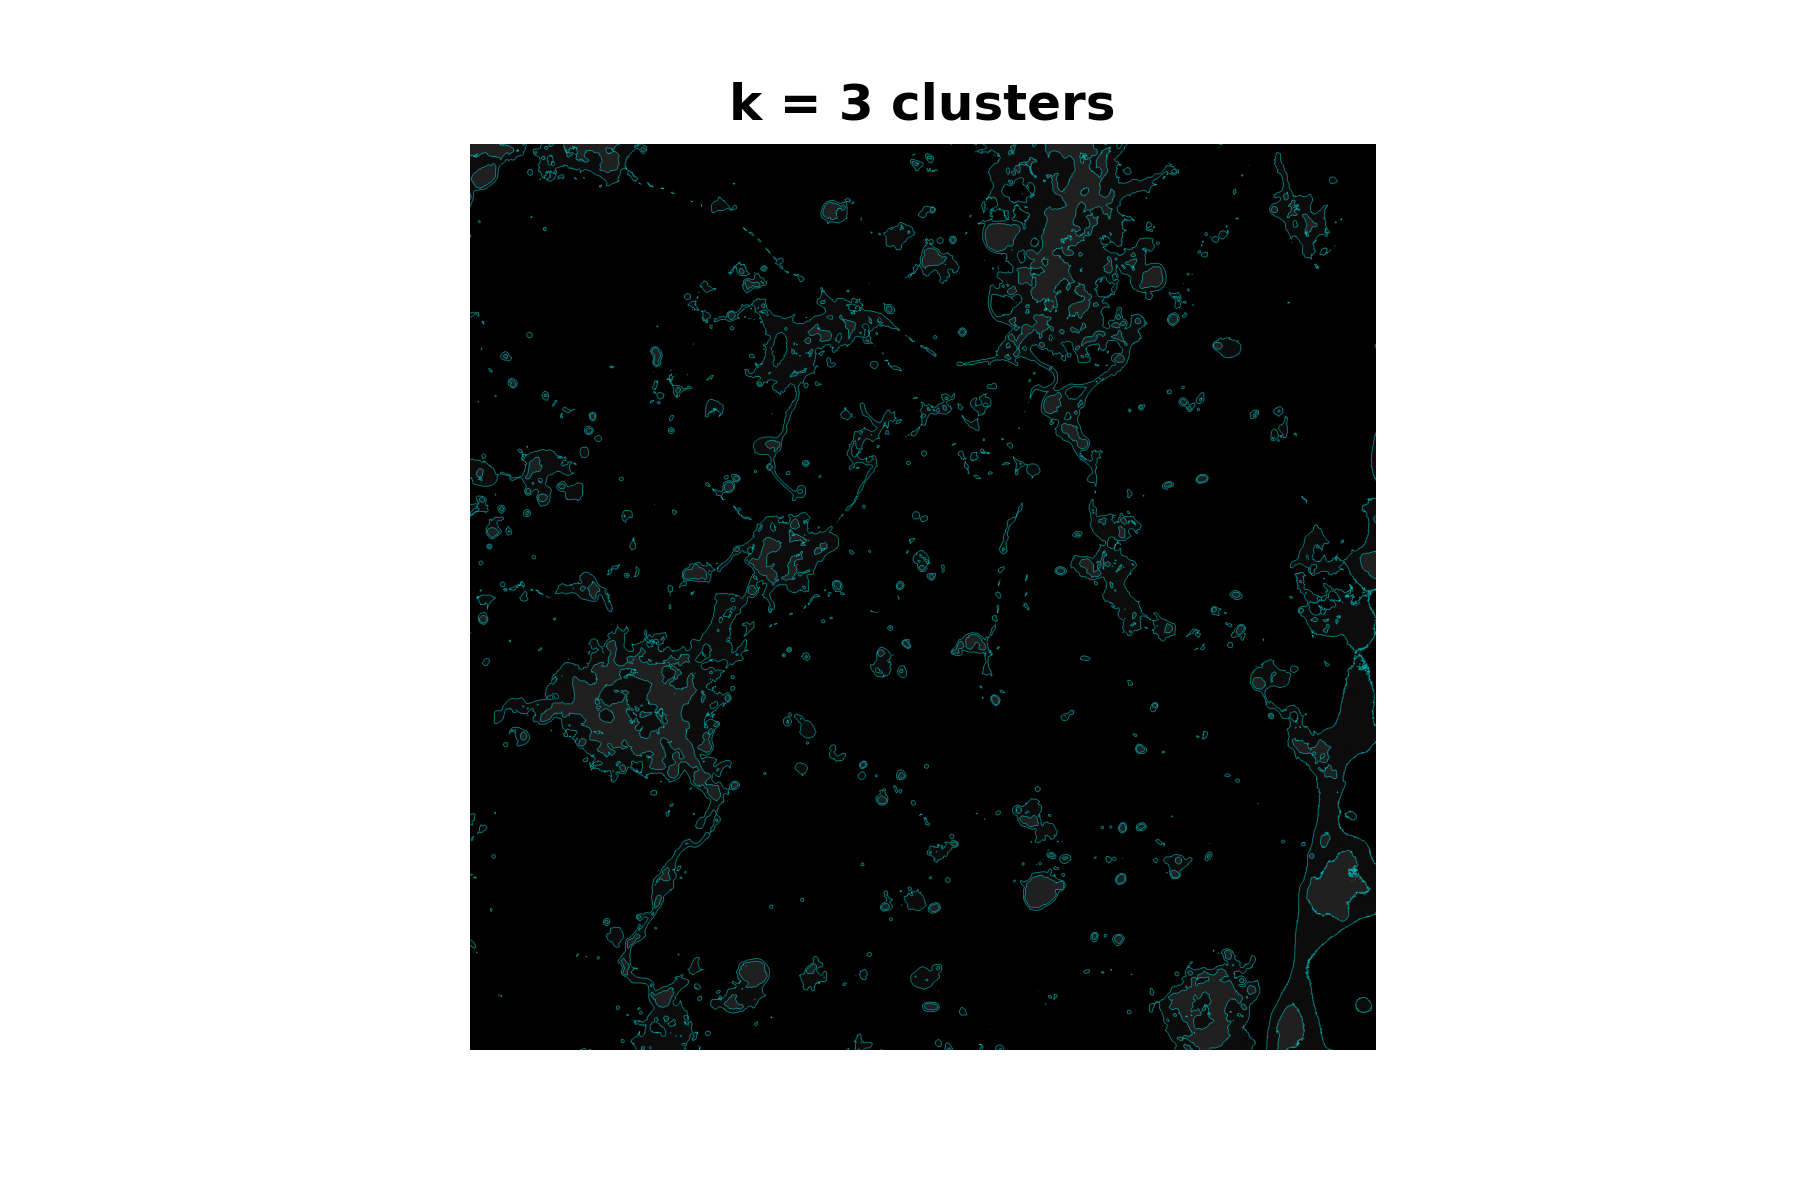 k = 3 clusters